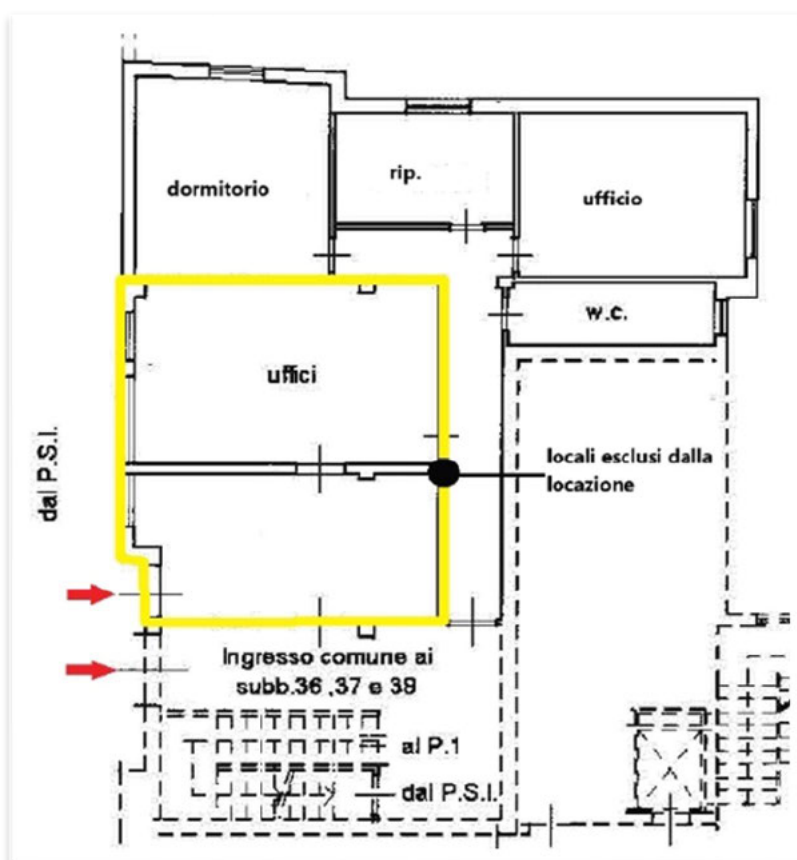 dormitorio
rip.
ufficio
w.c.
uffici
dal P.S.I.
locali esclusi dalla
locazione
Ingresso comune ai
subb.36 ,37 e 39
al P.1
dal P.S.I.